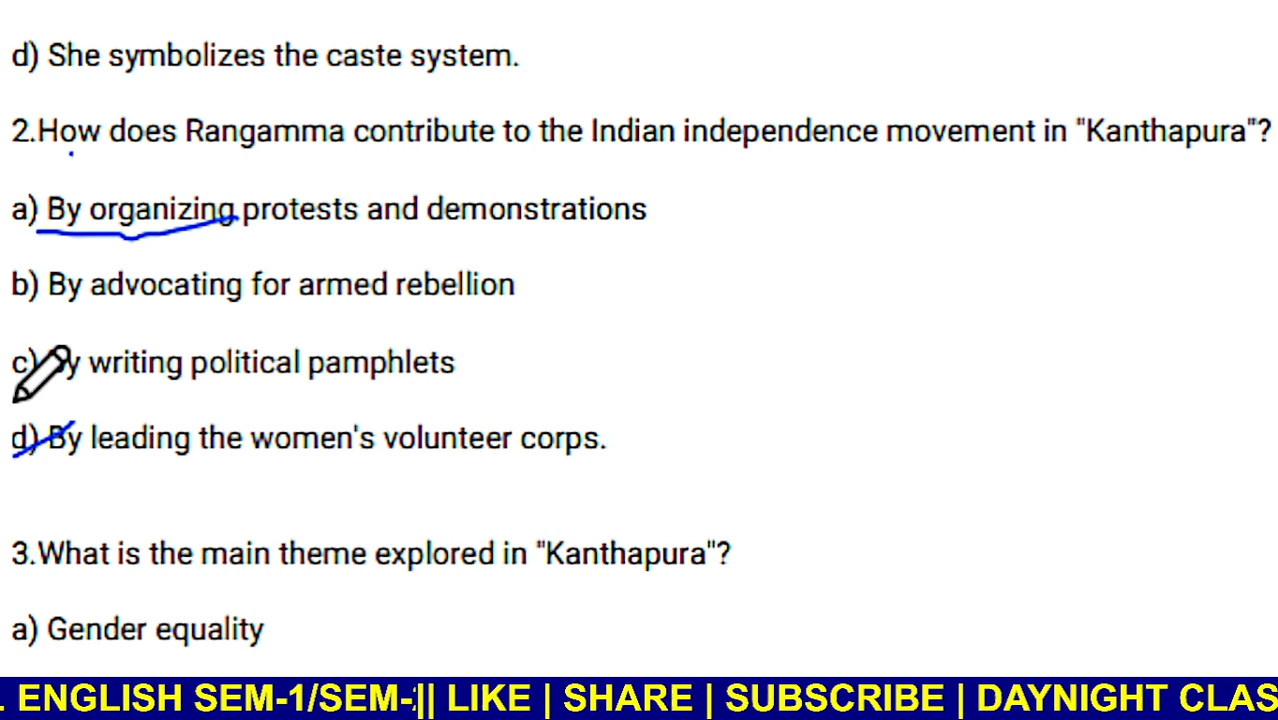 d) She symbolizes the caste system.
2.How does Rangamma contribute to the Indian independence movement in "Kanthapura"?
a) By organizing protests and demonstrations
b) By advocating for armed rebellion
c) By writing political pamphlets
d) By leading the women's volunteer corps.
3.What is the main theme explored in "Kanthapura"?
a) Gender equality
. ENGLISH SEM-1/SEM-2|| LIKE | SHARE | SUBSCRIBE | DAYNIGHT CLAS